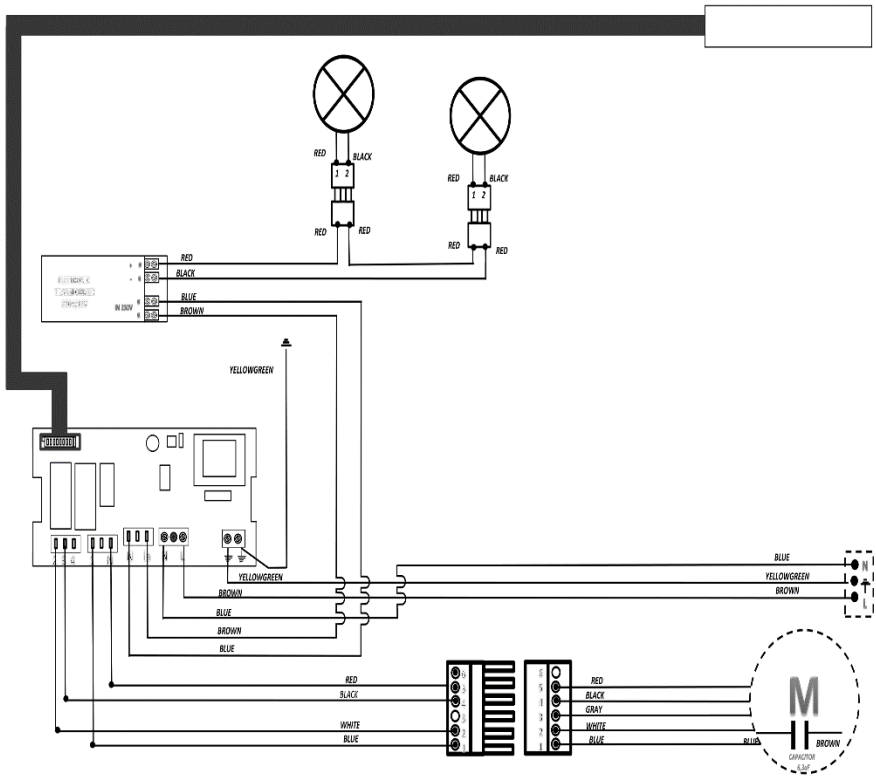 RED
BLACK
1 2
RED
RED
RED
BLACK
1 2
RED
RED
RED
BLACK
BLUE
BROWN
+
-
IN 230V
YELLOWGREEN
N
L
YELLOWGREEN
BROWN
BLUE
BROWN
BLUE
BLUE
YELLOWGREEN
BROWN
N
L
RED
BLACK
WHITE
BLUE
2
1
RED
BLACK
GRAY
WHITE
BLUE
BLUE
BROWN
M
CAPACITOR